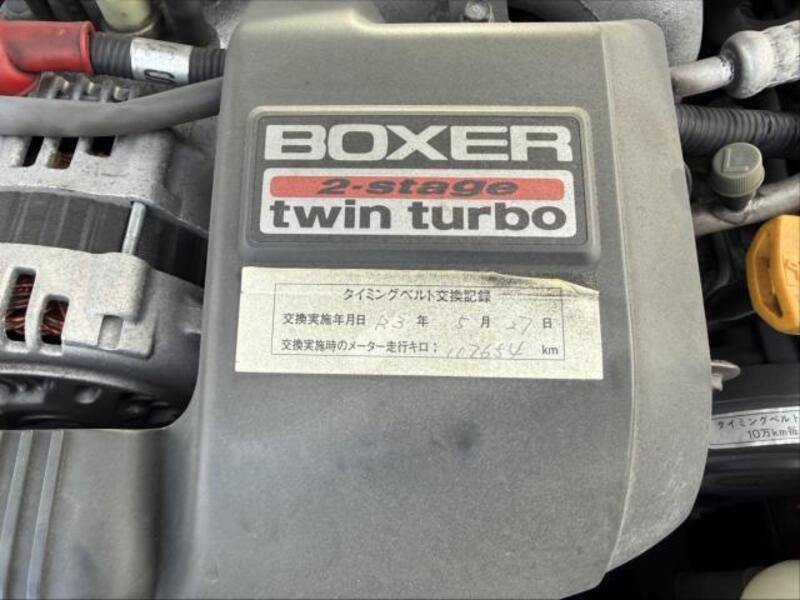 BOXER
2-stage
twin turbo
タイミングベルト交換記録
交換実施年月日 R3 年 5 月 27 日
交換実施時のメーター走行キロ: 117654 km
タイミングベルト
10万km毎